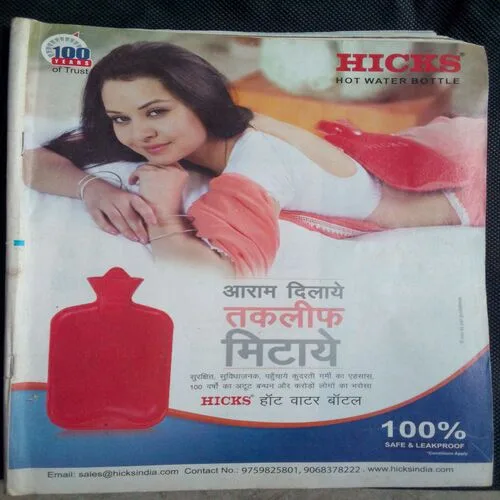 100
YEARS
of Trust
HICKS®
HOT WATER BOTTLE
आराम दिलाये
तकलीफ
मिटाये
सुरक्षित, सुविधाजनक, पहुँचाये कुदरती गर्मी का एहसास,
100 वर्षों का अटूट बन्धन और करोड़ों लोगों का भरोसा
HICKS® हॉट वाटर बॉटल
100%
SAFE & LEAKPROOF
*Conditions Apply
Email: sales@hicksindia.com Contact No.: 9759825801, 9068378222 . www.hicksindia.com